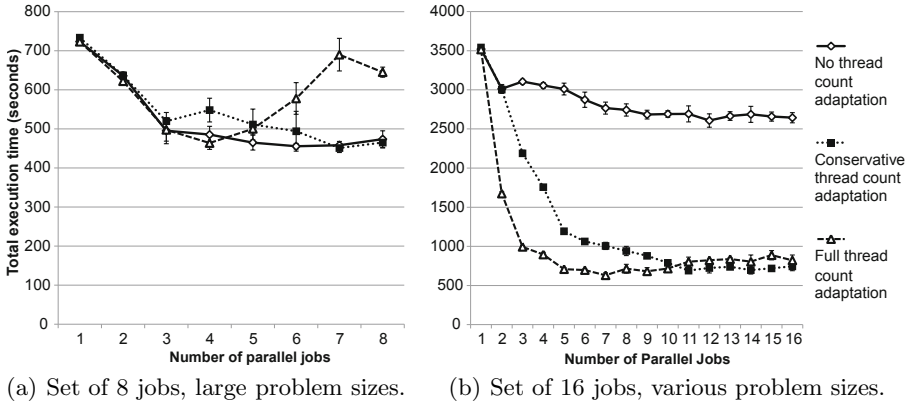 Total execution time (seconds)
800
700
600
500
400
300
200
100
0
1 2 3 4 5 6 7 8
Number of parallel jobs
(a) Set of 8 jobs, large problem sizes.
4000
3500
3000
2500
2000
1500
1000
500
0
1 2 3 4 5 6 7 8 9 10 11 12 13 14 15 16
Number of Parallel Jobs
(b) Set of 16 jobs, various problem sizes.
No thread
count
adaptation
Conservative
thread count
adaptation
Full thread
count
adaptation